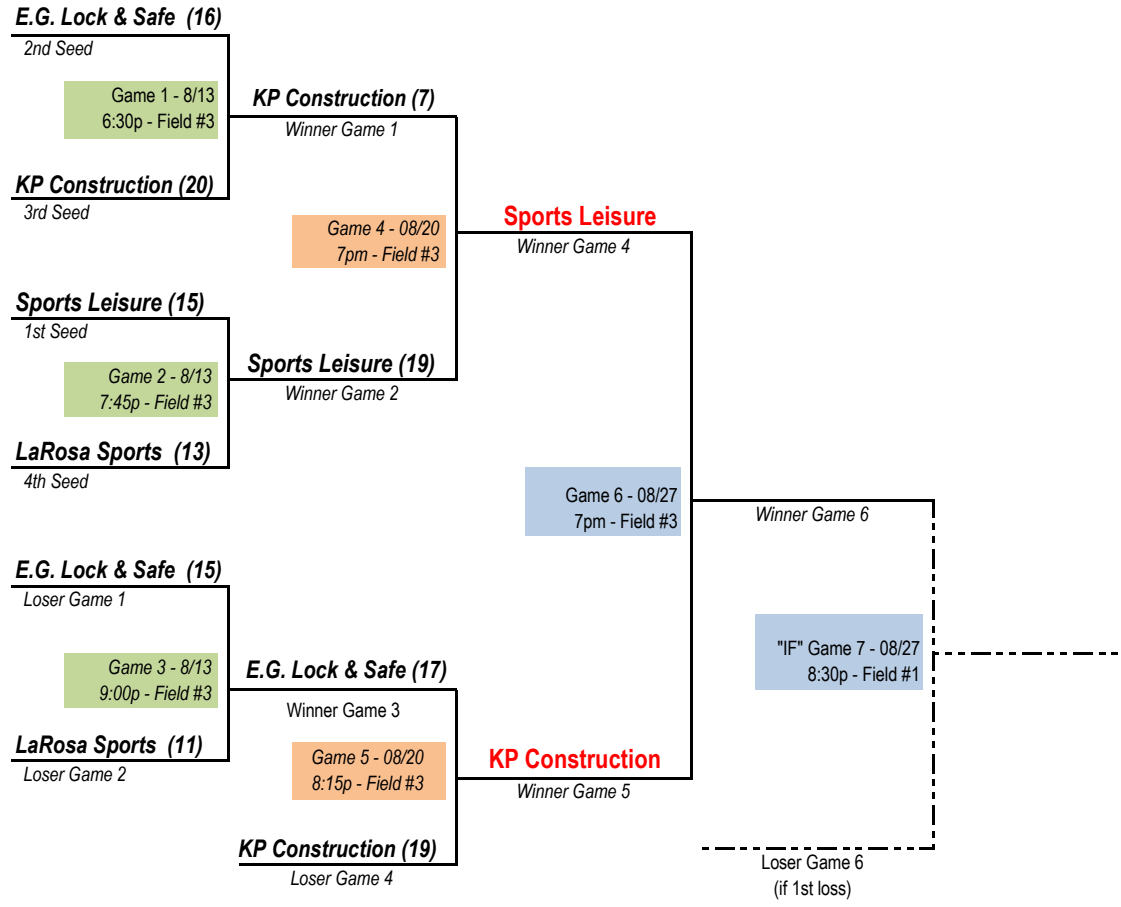 E.G. Lock & Safe (16)
2nd Seed
Game 1 - 8/13
6:30p - Field #3
KP Construction (20)
3rd Seed
KP Construction (7)
Winner Game 1
Game 4 - 08/20
7pm - Field #3
Sports Leisure
Winner Game 4
Sports Leisure (15)
1st Seed
Game 2 - 8/13
7:45p - Field #3
LaRosa Sports (13)
4th Seed
Sports Leisure (19)
Winner Game 2
Game 6 - 08/27
7pm - Field #3
Winner Game 6
E.G. Lock & Safe (15)
Loser Game 1
Game 3 - 8/13
9:00p - Field #3
LaRosa Sports (11)
Loser Game 2
E.G. Lock & Safe (17)
Winner Game 3
Game 5 - 08/20
8:15p - Field #3
KP Construction (19)
Loser Game 4
KP Construction
Winner Game 5
"IF" Game 7 - 08/27
8:30p - Field #1
Loser Game 6
(if 1st loss)